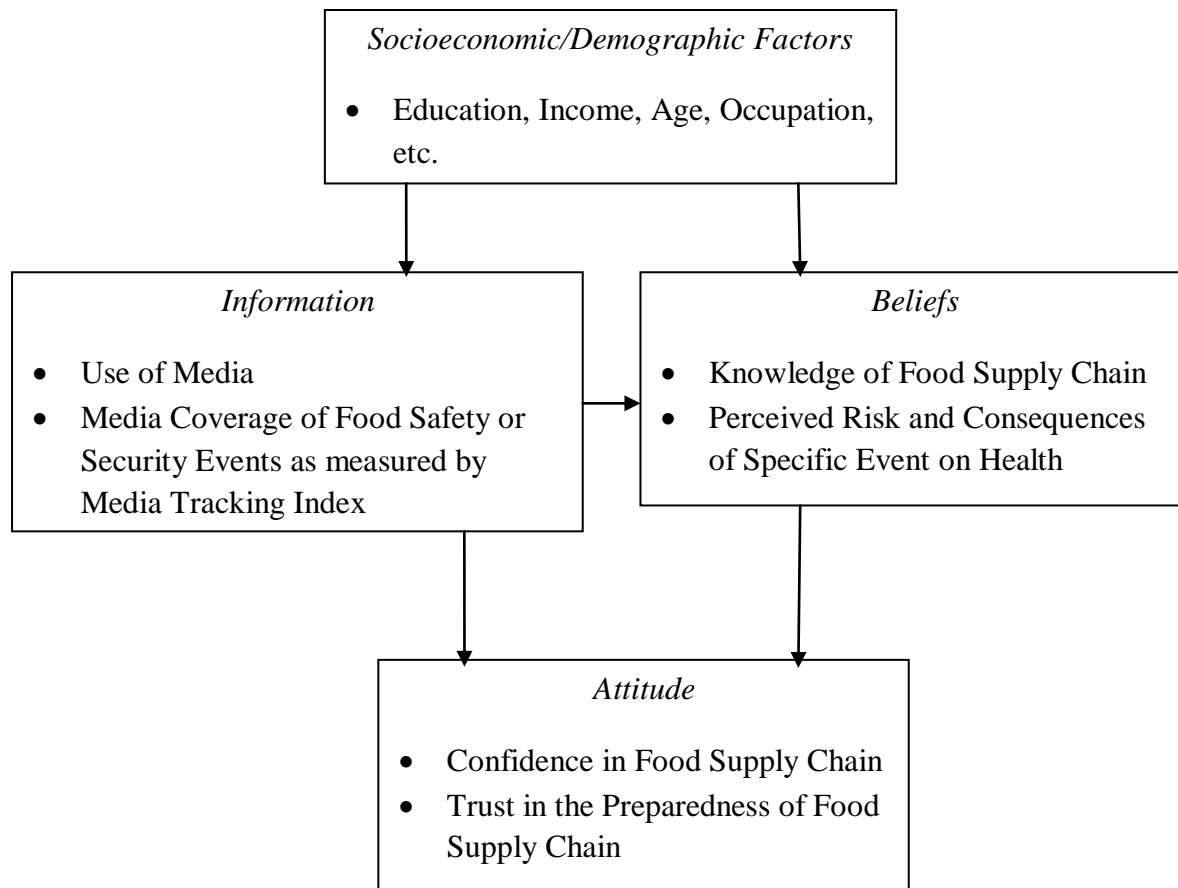 Socioeconomic/Demographic Factors
• Education, Income, Age, Occupation,
etc.
Information
• Use of Media
• Media Coverage of Food Safety or
Security Events as measured by
Media Tracking Index
Beliefs
• Knowledge of Food Supply Chain
• Perceived Risk and Consequences
of Specific Event on Health
Attitude
• Confidence in Food Supply Chain
• Trust in the Preparedness of Food
Supply Chain